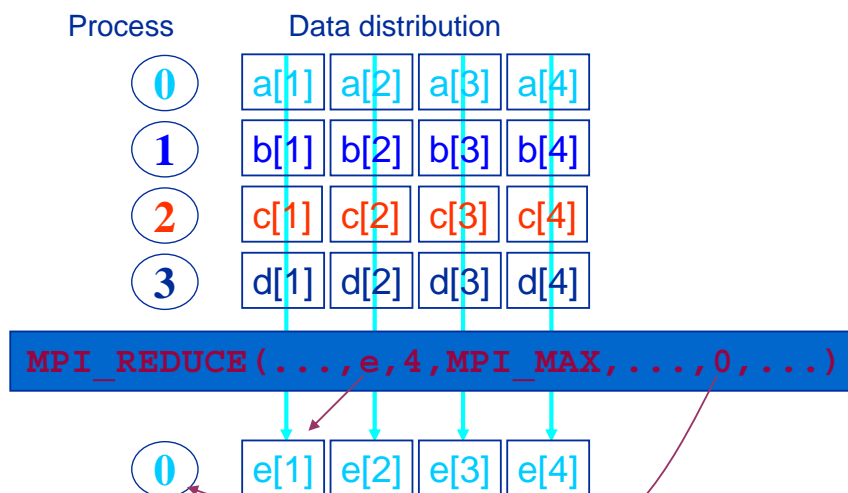 Process Data distribution
0 a[1] a[2] a[3] a[4]
1 b[1] b[2] b[3] b[4]
2 c[1] c[2] c[3] c[4]
3 d[1] d[2] d[3] d[4]
MPI_REDUCE(...,e,4,MPI_MAX,...,0,...)
0 e[1] e[2] e[3] e[4]